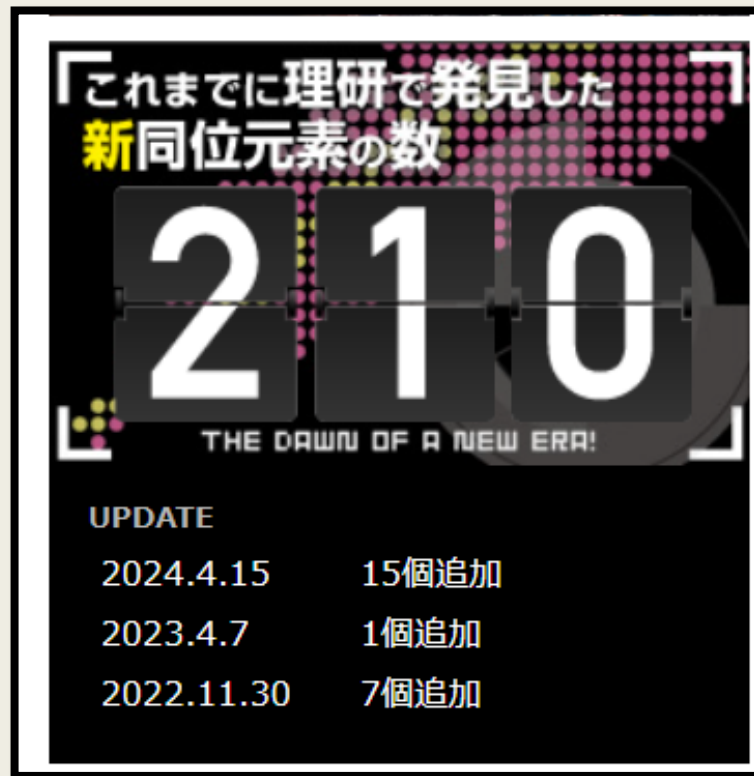 これまでに理研で発見した
新同位元素の数
210
THE DAWN OF A NEW ERA!
UPDATE
2024.4.15 15個追加
2023.4.7 1個追加
2022.11.30 7個追加